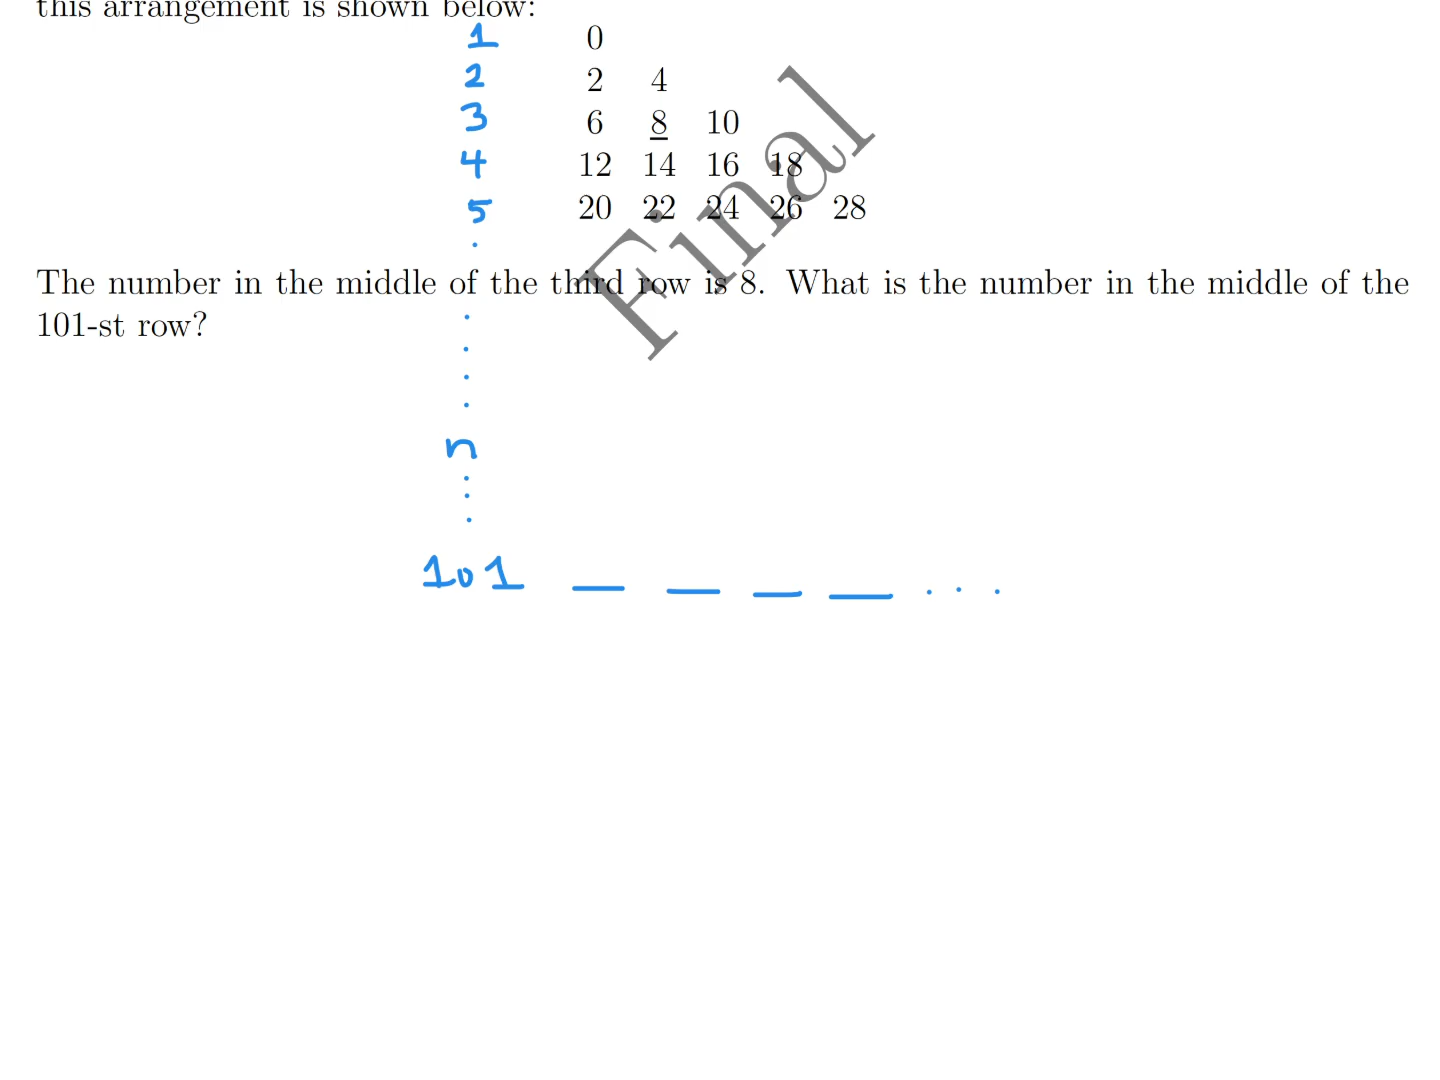 this arrangement is shown below:
1 0
2 2 4
3 6 8 10
4 12 14 16 18
5 20 22 24 26 28
The number in the middle of the third row is 8. What is the number in the middle of the
101-st row?
Final
n
101